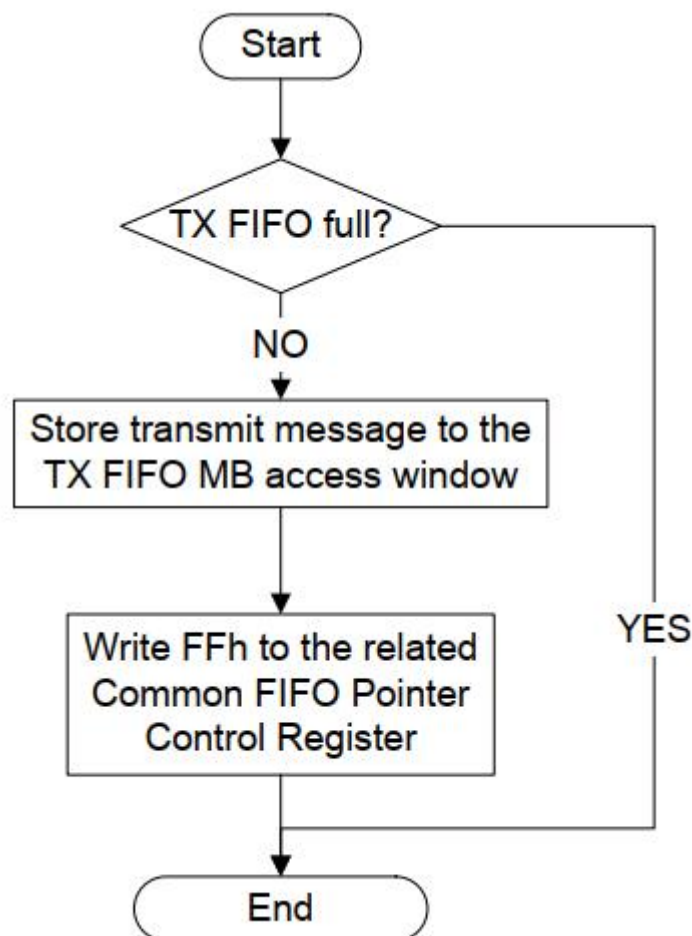 Start
TX FIFO full?
NO
Store transmit message to the
TX FIFO MB access window
YES
Write FFh to the related
Common FIFO Pointer
Control Register
End